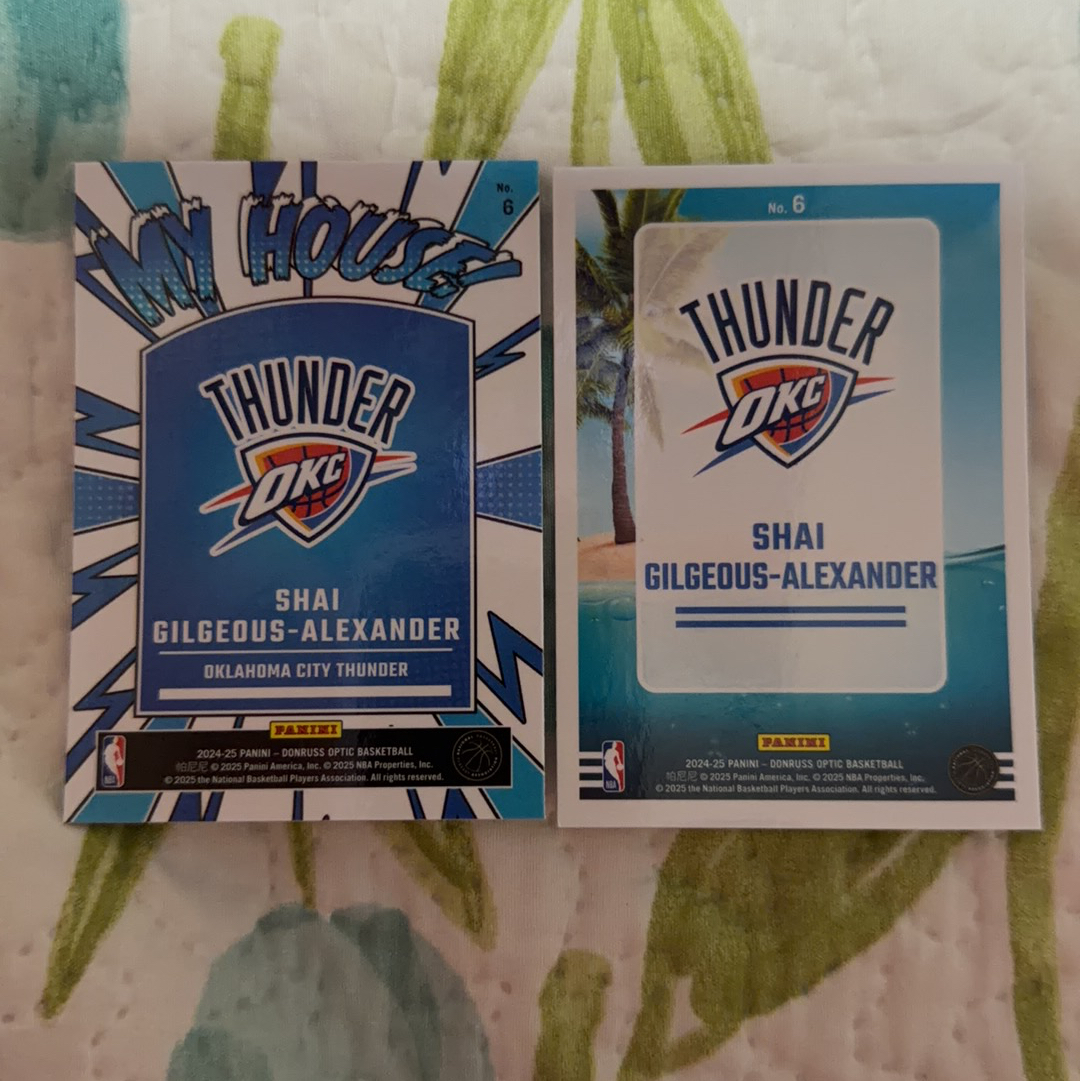 No.
6
MY HOUSE!
THUNDER
OKC
SHAI
GILGEOUS-ALEXANDER
OKLAHOMA CITY THUNDER
PANINI
NBA
2024-25 PANINI – DONRUSS OPTIC BASKETBALL
帕尼尼 © 2025 Panini America, Inc. © 2025 NBA Properties, Inc.
© 2025 the National Basketball Players Association. All rights reserved.
No. 6
THUNDER
OKC
SHAI
GILGEOUS-ALEXANDER
PANINI
NBA
2024-25 PANINI – DONRUSS OPTIC BASKETBALL
帕尼尼 © 2025 Panini America, Inc. © 2025 NBA Properties, Inc.
© 2025 the National Basketball Players Association. All rights reserved.